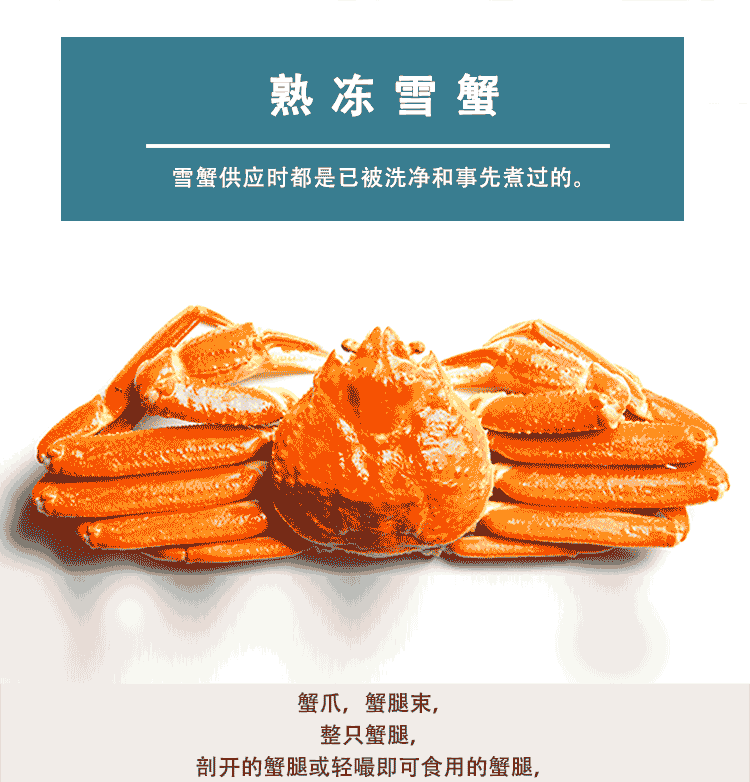 熟冻雪蟹
雪蟹供应时都是已被洗净和事先煮过的。
蟹爪，蟹腿束，
整只蟹腿，
剖开的蟹腿或轻嘬即可食用的蟹腿，